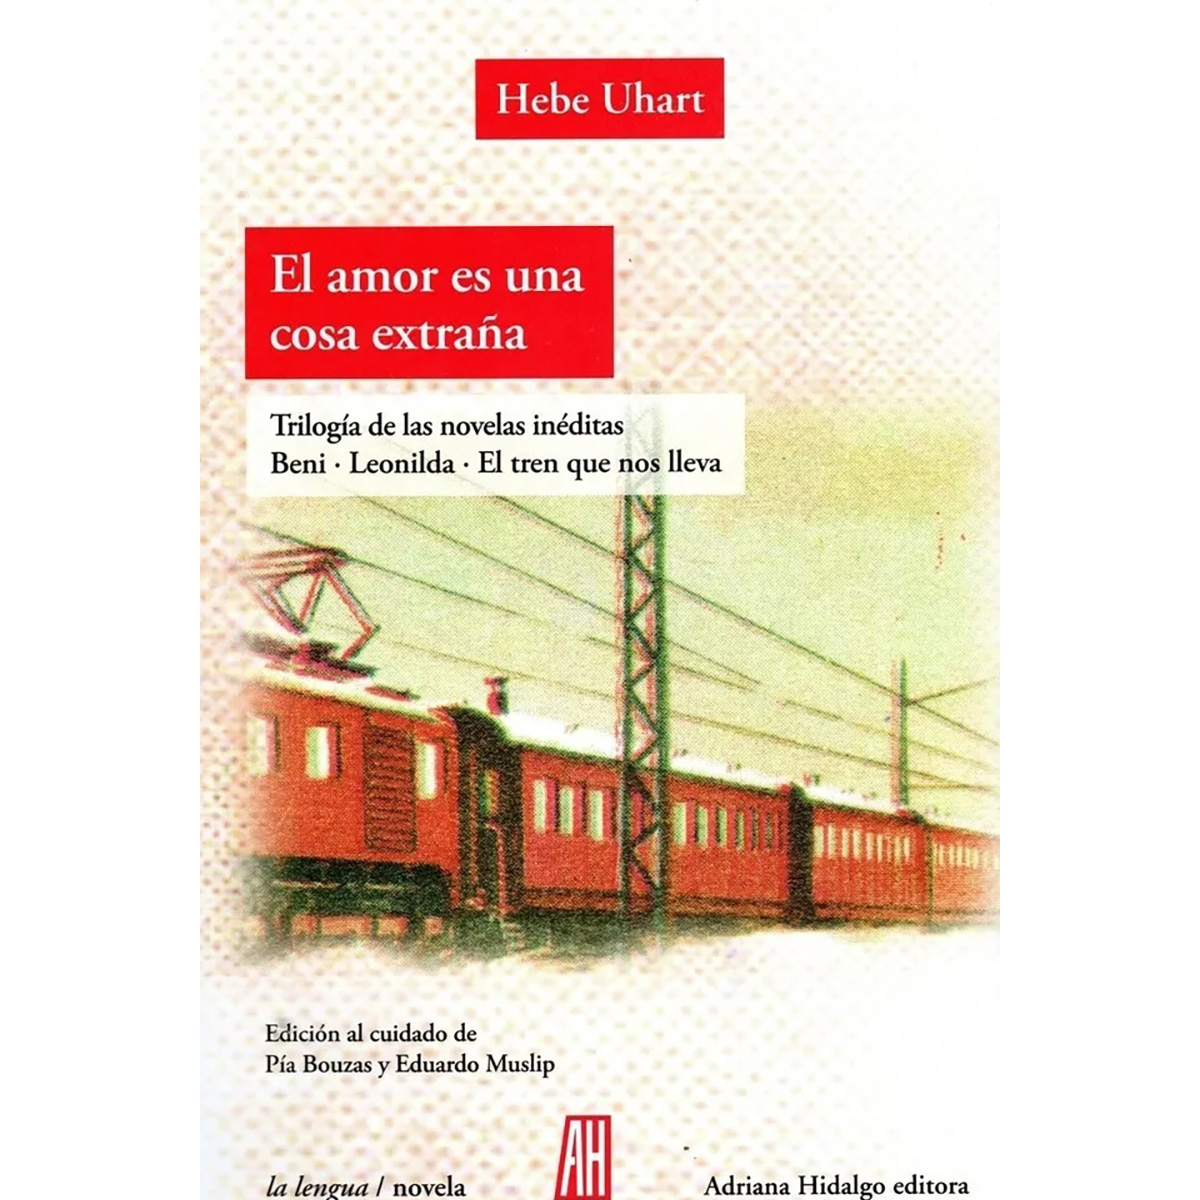 Hebe Uhart
El amor es una
cosa extraña
Trilogía de las novelas inéditas
Beni · Leonilda · El tren que nos lleva
Edición al cuidado de
Pía Bouzas y Eduardo Muslip
AH
la lengua / novela
Adriana Hidalgo editora